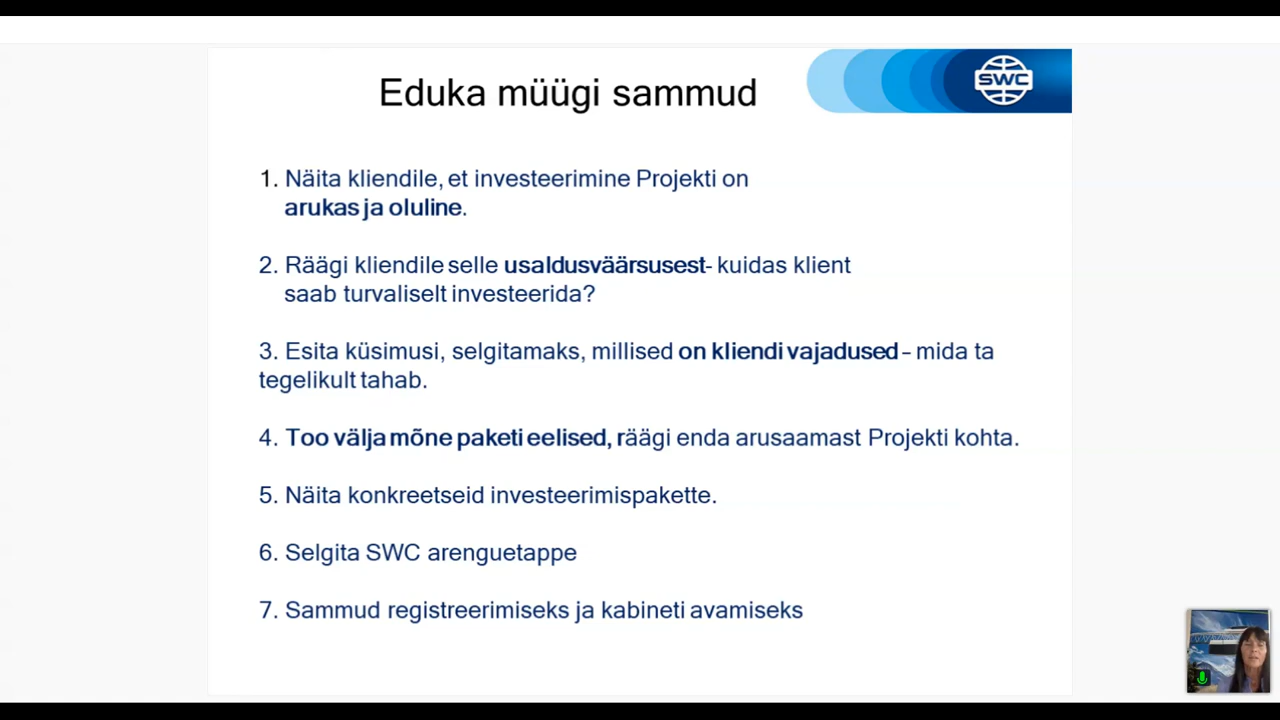 Eduka müügi sammud
SWC
1. Näita kliendile, et investeerimine Projekti on
arukas ja oluline.
2. Räägi kliendile selle usaldusväärsusest- kuidas klient
saab turvaliselt investeerida?
3. Esita küsimusi, selgitamaks, millised on kliendi vajadused – mida ta
tegelikult tahab.
4. Too välja mõne paketi eelised, räägi enda arusaamast Projekti kohta.
5. Näita konkreetseid investeerimispakette.
6. Selgita SWC arenguetappe
7. Sammud registreerimiseks ja kabineti avamiseks